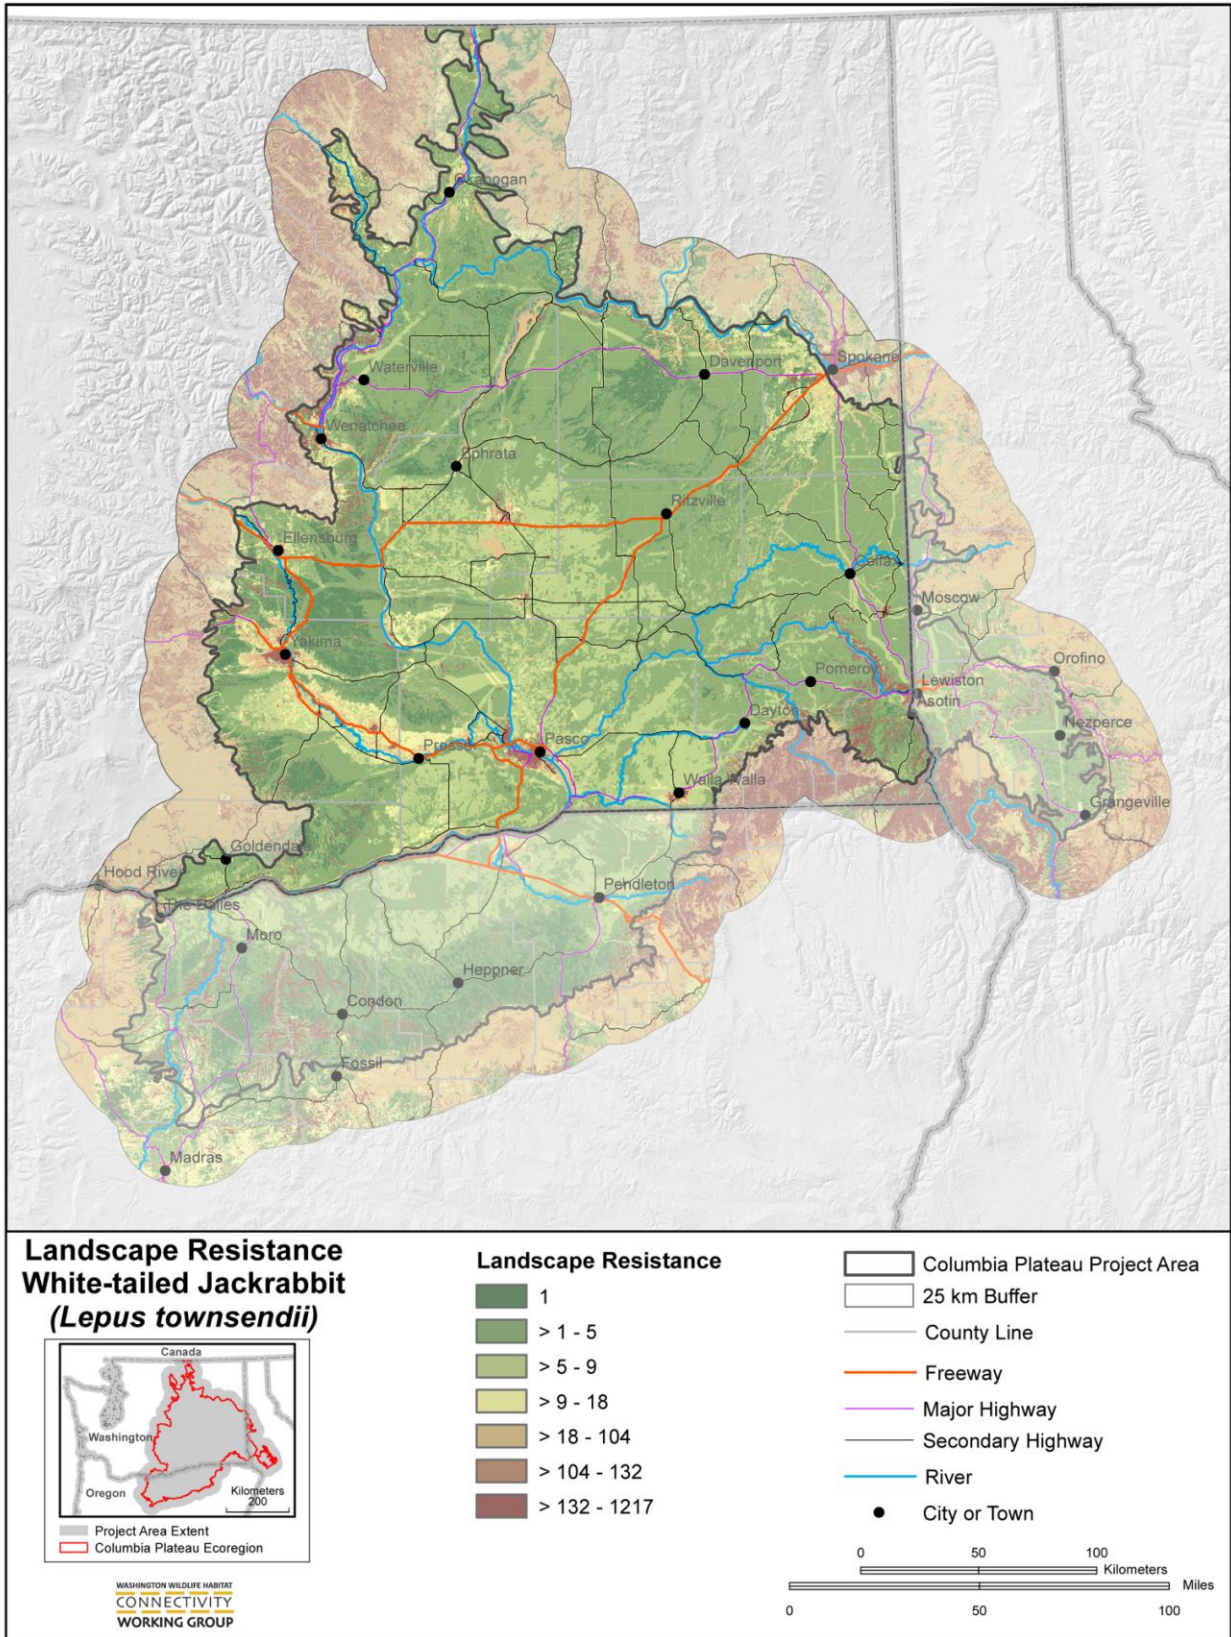 Okanogan
Waterville
Davenport
Spokane
Wenatchee
Ephrata
Ritzville
Ellensburg
Colfax
Moscow
Yakima
Orofino
Pomeroy
Lewiston
Asotin
Nezperce
Dayton
Prosser
Pasco
Walla Walla
Grangeville
Goldendale
Hood River
Pendleton
The Dalles
Moro
Heppner
Condon
Fossil
Madras
Landscape Resistance
White-tailed Jackrabbit
(Lepus townsendii)
Canada
Washington
Oregon
Kilometers
200
Project Area Extent
Columbia Plateau Ecoregion
WASHINGTON WILDLIFE HABITAT
CONNECTIVITY
WORKING GROUP
Landscape Resistance
1
> 1 - 5
> 5 - 9
> 9 - 18
> 18 - 104
> 104 - 132
> 132 - 1217
Columbia Plateau Project Area
25 km Buffer
County Line
Freeway
Major Highway
Secondary Highway
River
City or Town
0 50 100
Kilometers
Miles
0 50 100